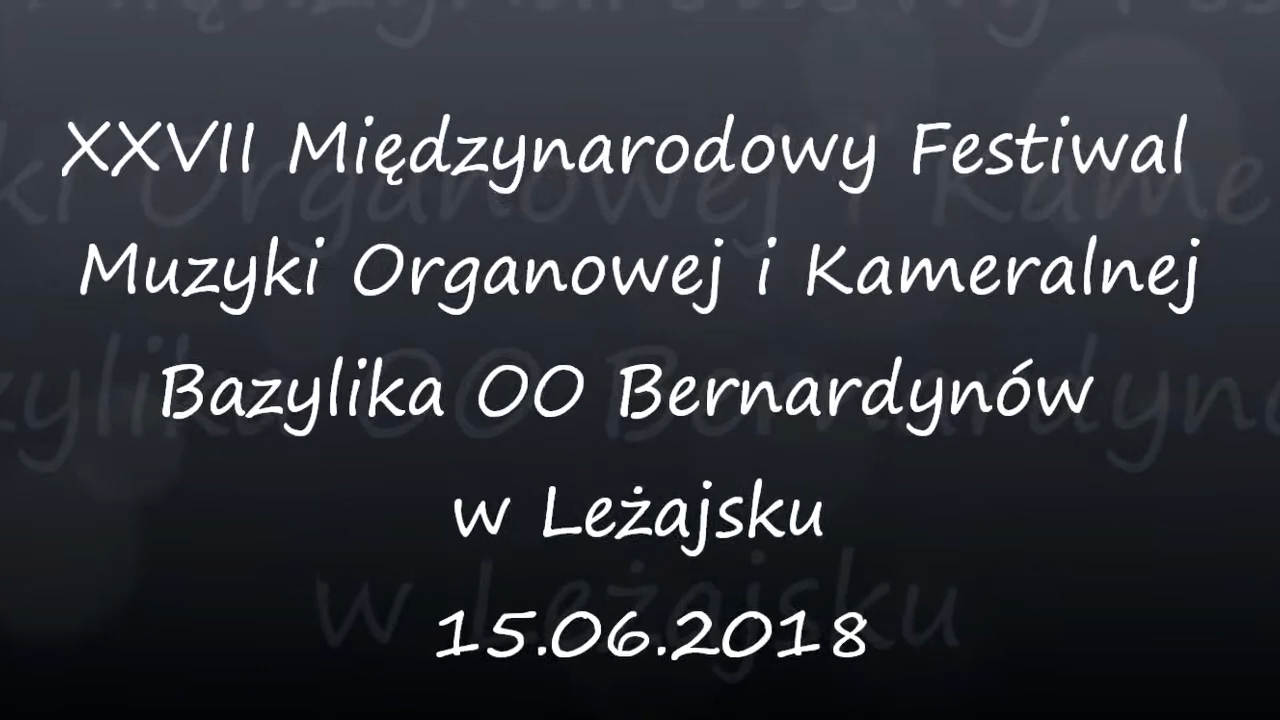 XXVII Międzynarodowy Festiwal
Muzyki Organowej i Kameralnej
Bazylika OO Bernardynów
w Leżajsku
15.06.2018